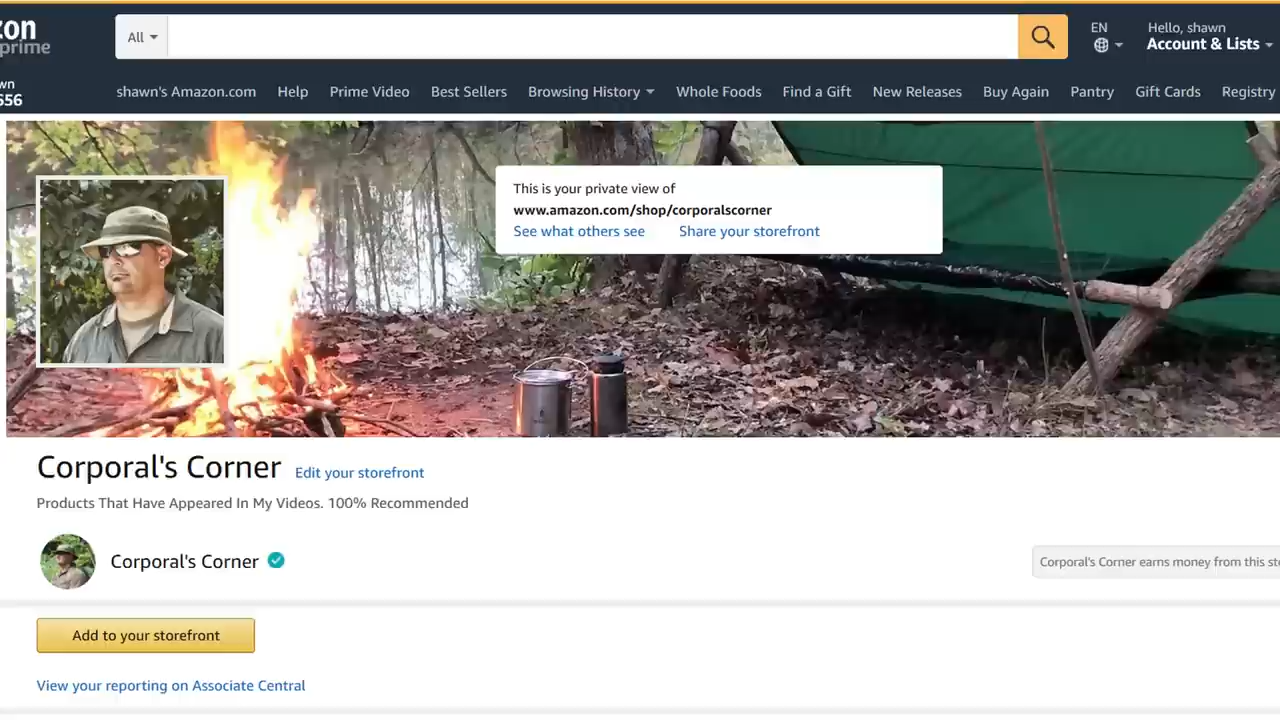 zon
prime
All
EN
Hello, shawn
Account & Lists
wn
556
shawn's Amazon.com Help Prime Video Best Sellers Browsing History Whole Foods Find a Gift New Releases Buy Again Pantry Gift Cards Registry
This is your private view of
www.amazon.com/shop/corporalscorner
See what others see Share your storefront
Corporal's Corner Edit your storefront
Products That Have Appeared In My Videos. 100% Recommended
Corporal's Corner
Corporal's Corner earns money from this sto
Add to your storefront
View your reporting on Associate Central